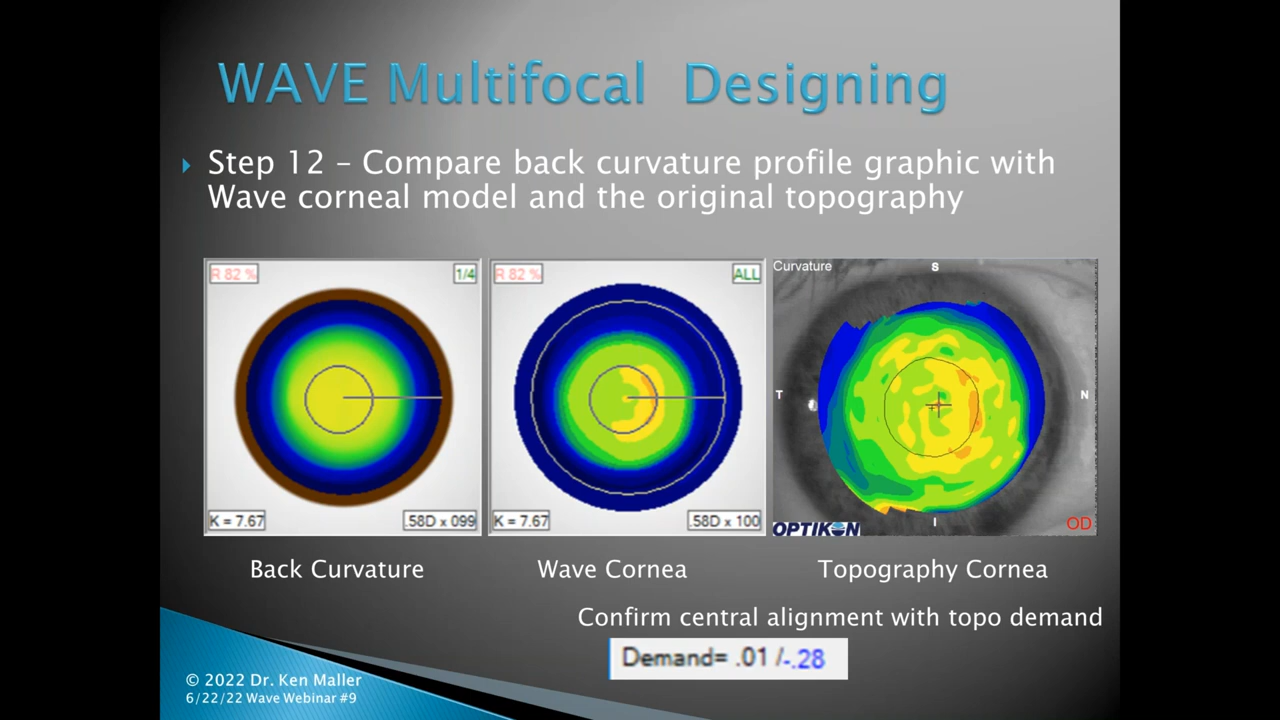 WAVE Multifocal Designing
Step 12 – Compare back curvature profile graphic with
Wave corneal model and the original topography
R 82 %
1/4
K = 7.67
.58D x 099
R 82 %
ALL
K = 7.67
.58D x 100
Curvature
S
T
N
I
OPTIKON
OD
Back Curvature
Wave Cornea
Topography Cornea
Confirm central alignment with topo demand
Demand= .01 /-.28
© 2022 Dr. Ken Maller
6/22/22 Wave Webinar #9